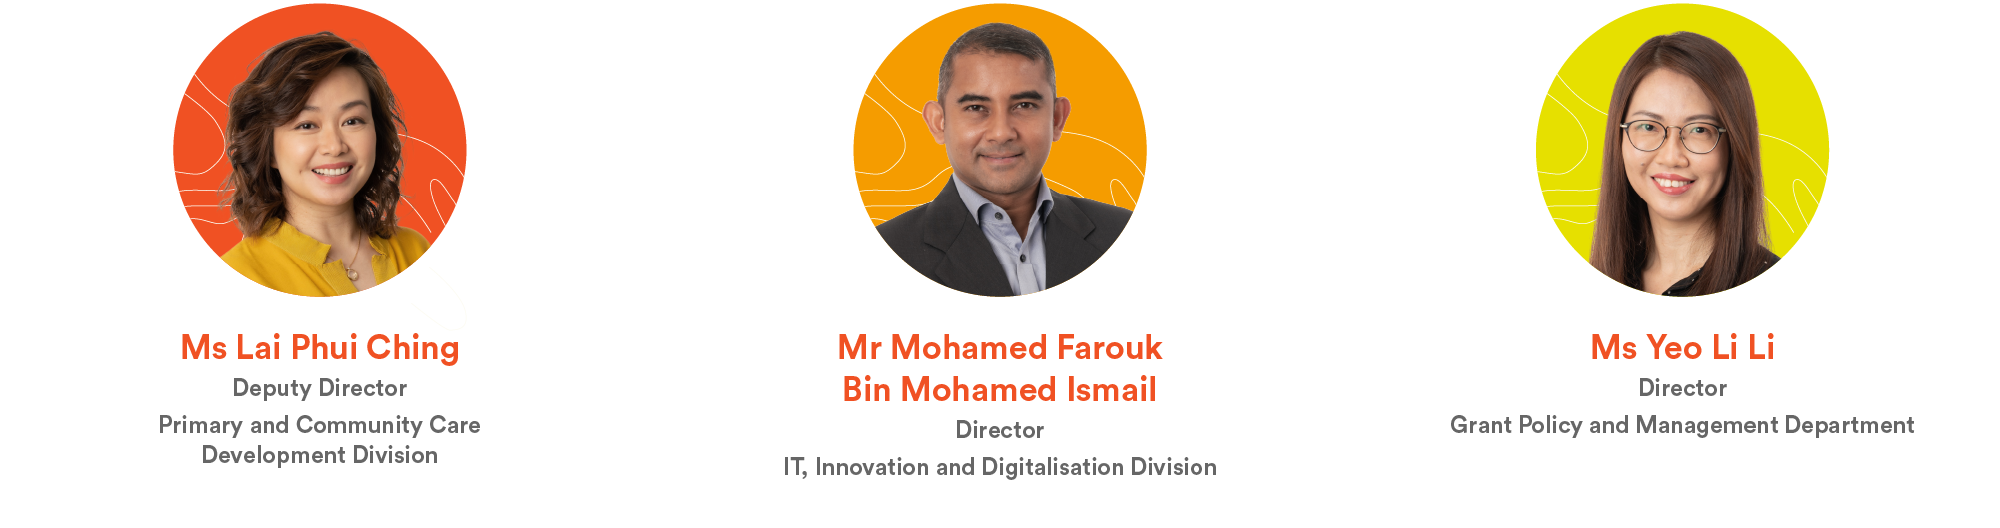 Ms Lai Phui Ching
Deputy Director
Primary and Community Care
Development Division
Mr Mohamed Farouk
Bin Mohamed Ismail
Director
IT, Innovation and Digitalisation Division
Ms Yeo Li Li
Director
Grant Policy and Management Department